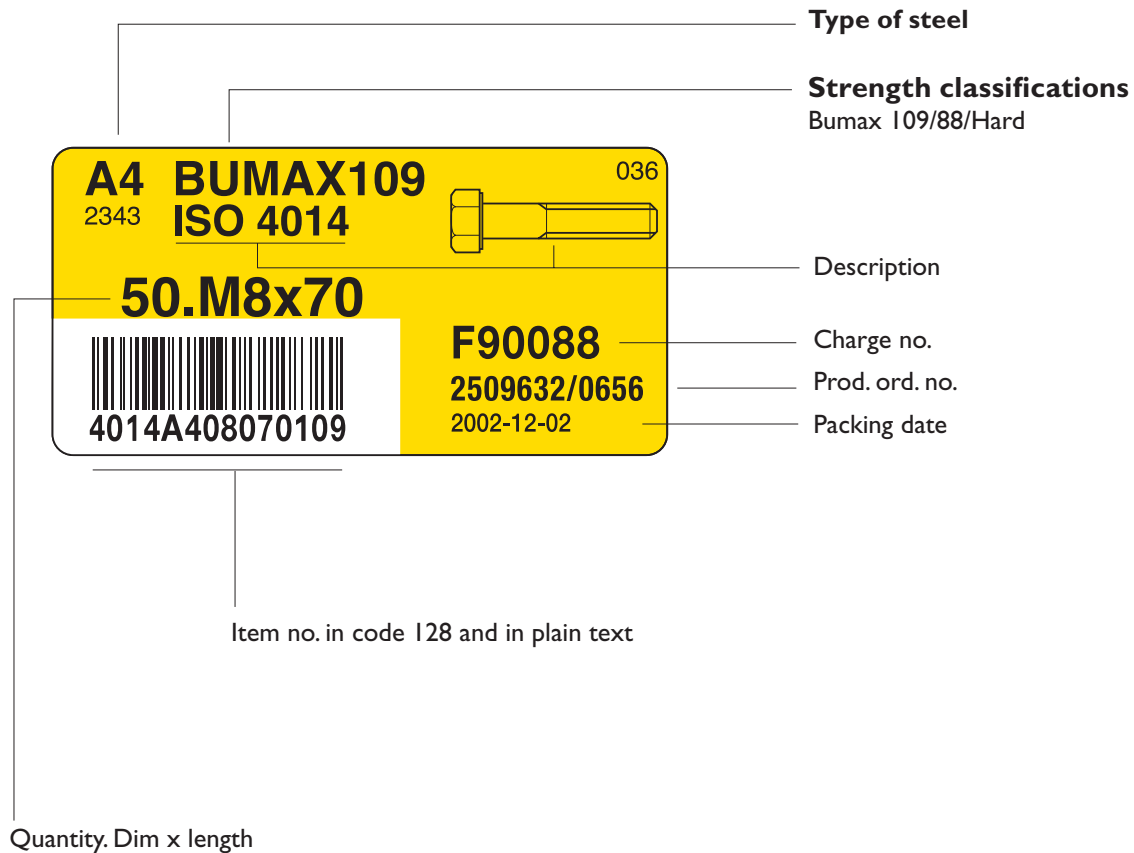 Type of steel
Strength classifications
Bumax 109/88/Hard
A4 BUMAX109
036
2343 ISO 4014
Description
50.M8x70
F90088
Charge no.
2509632/0656
Prod. ord. no.
4014A408070109
2002-12-02
Packing date
Item no. in code 128 and in plain text
Quantity. Dim x length